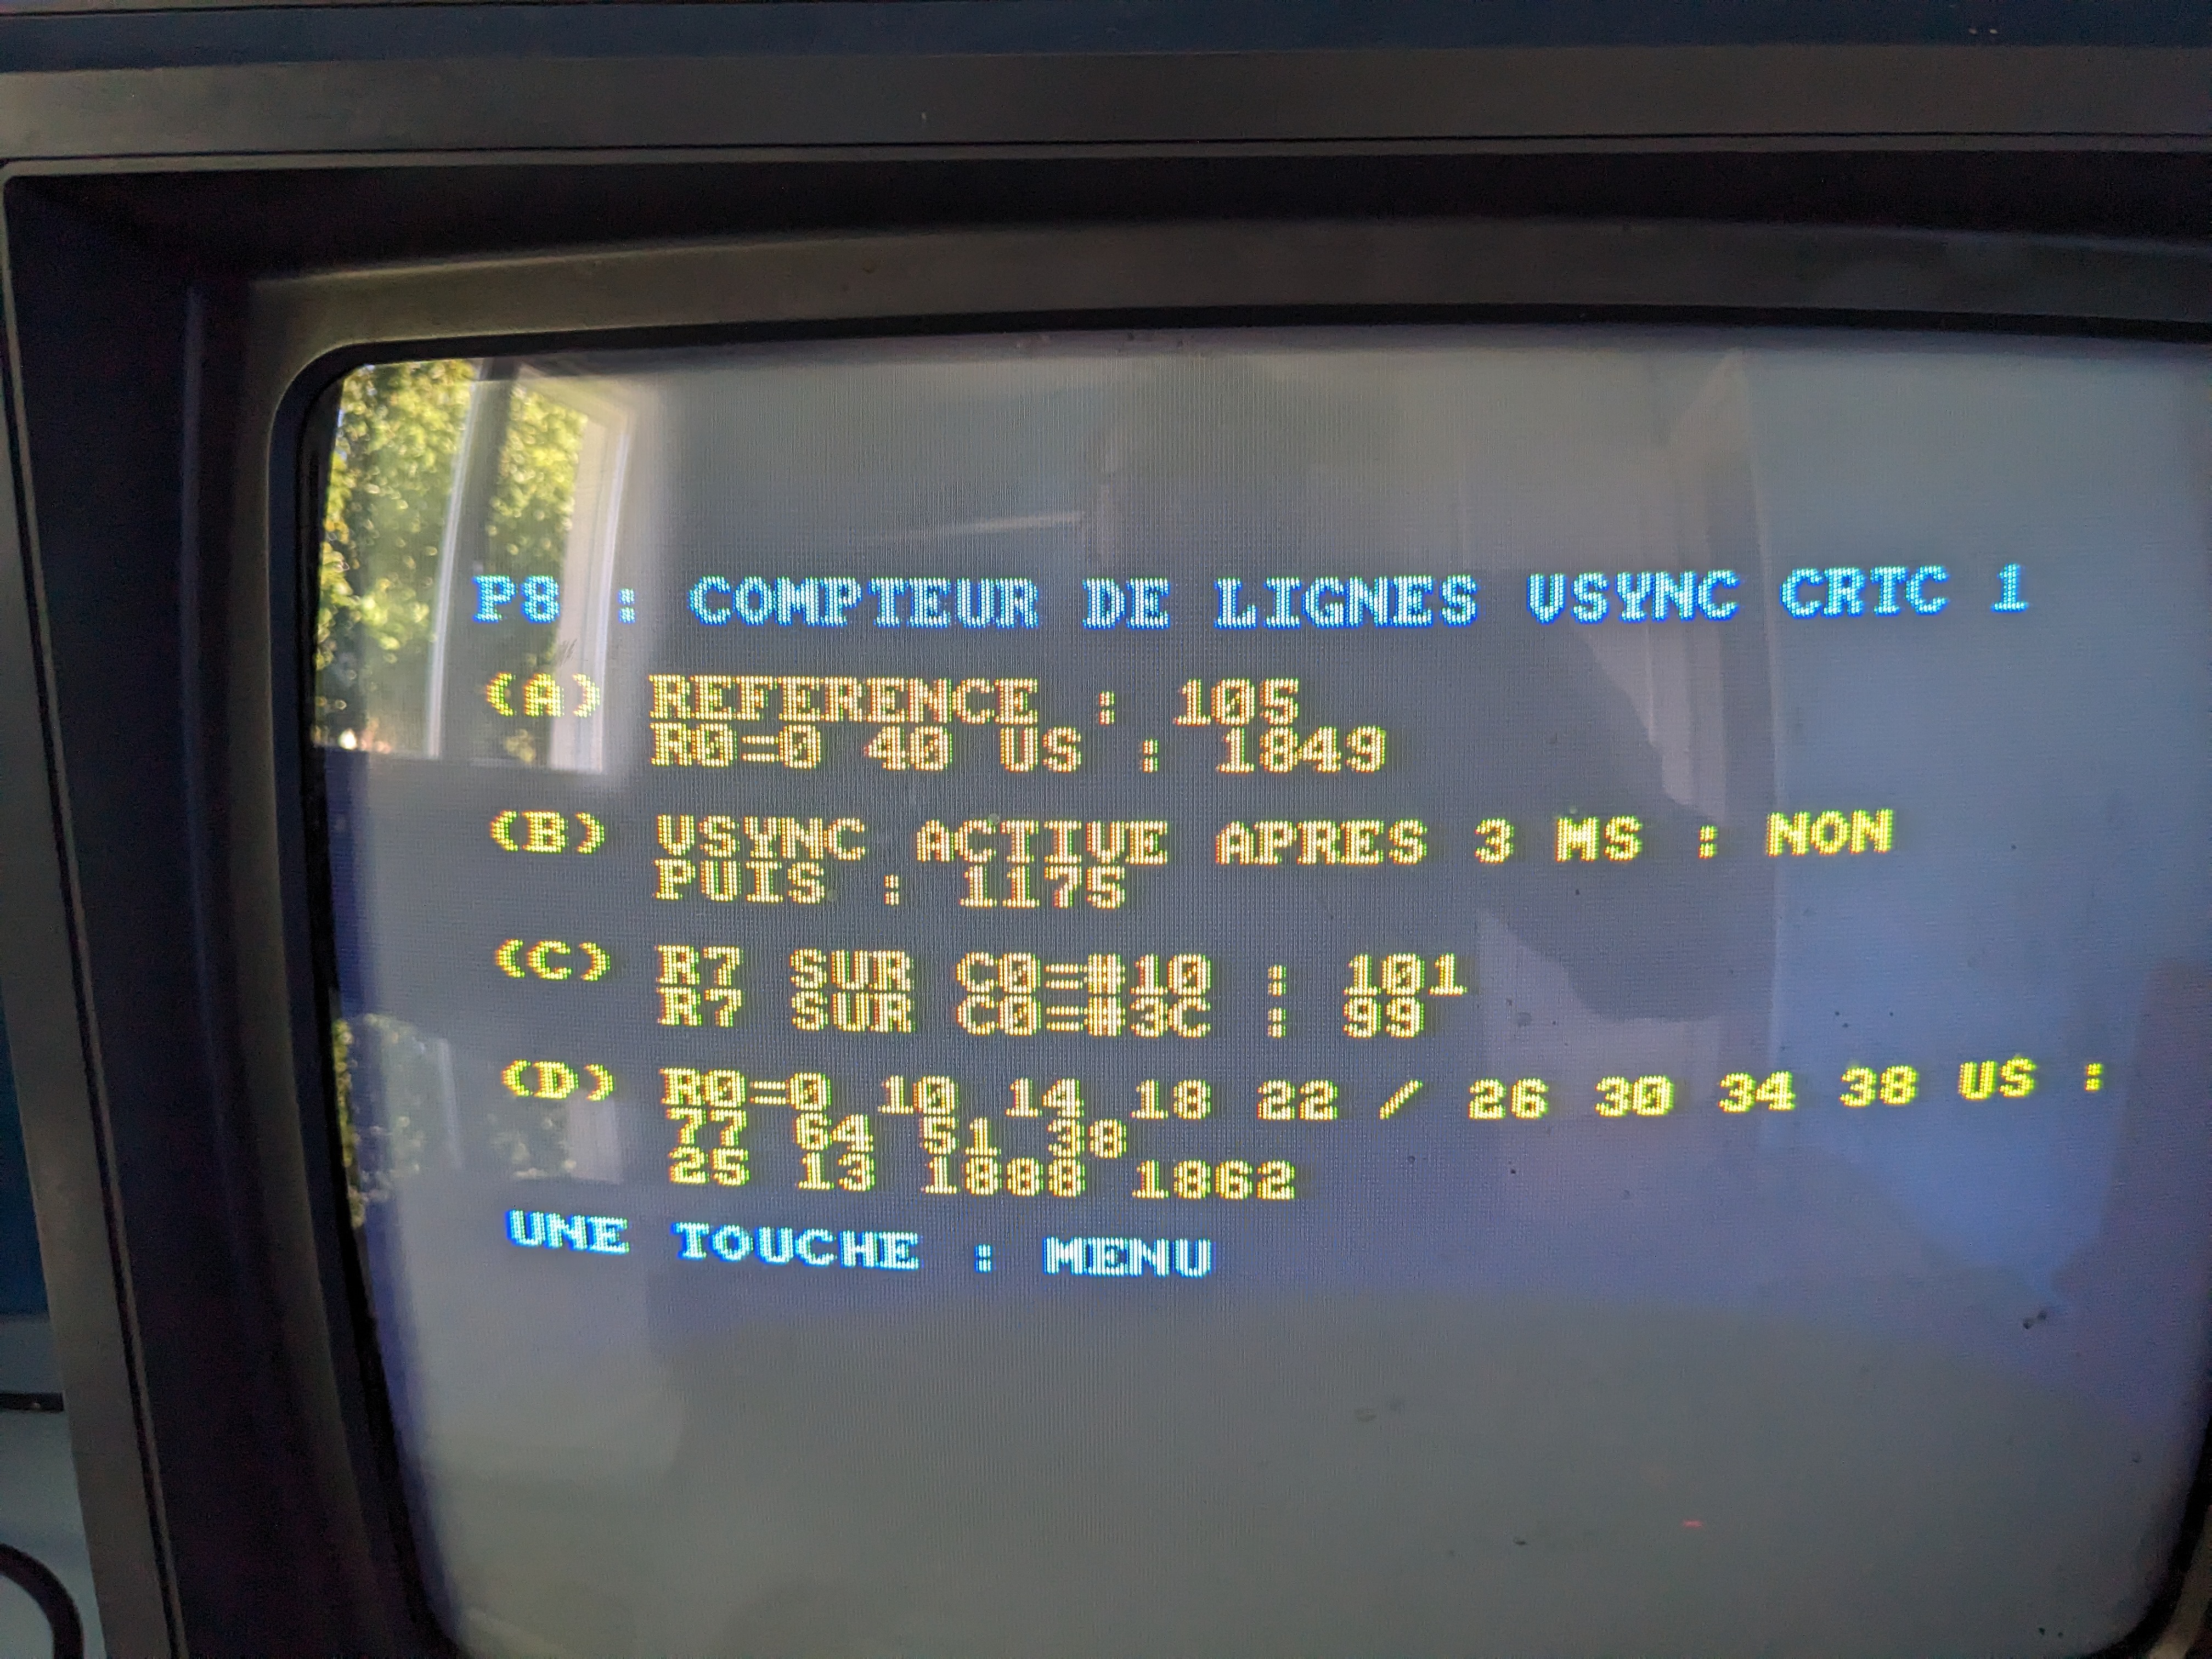 P8 : COMPTEUR DE LIGNES VSYNC CRTC 1
(A) REFERENCE : 105
R0=0 40 US : 1849
(B) VSYNC ACTIVE APRES 3 MS : NON
PUIS : 1175
(C) R7 SUR C0=#10 : 101
R7 SUR C0=#3C : 99
(D) R0=0 10 14 18 22 / 26 30 34 38 US :
77 64 51 38
25 13 1888 1862
UNE TOUCHE : MENU